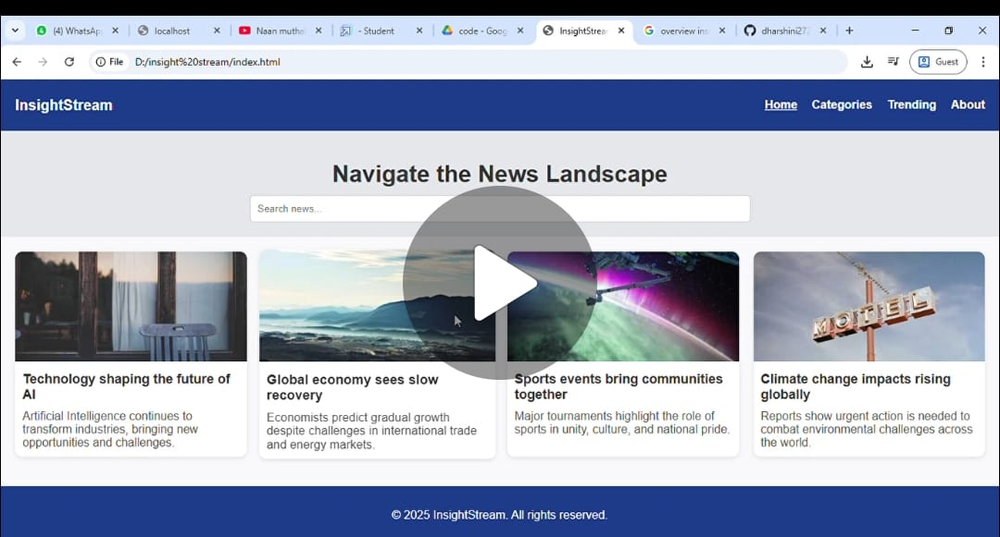 (4) WhatsAp
localhost
Naan mutha
- Student
code - Goog
InsightStrea
overview ins
File
D:/insight%20stream/index.html
Guest
InsightStream
Home
Categories
Trending
About
Navigate the News Landscape
Search news...
MOTEL
Technology shaping the future of
AI
Artificial Intelligence continues to
transform industries, bringing new
opportunities and challenges.
Global economy sees slow
recovery
Economists predict gradual growth
despite challenges in international trade
and energy markets.
Sports events bring communities
together
Major tournaments highlight the role of
sports in unity, culture, and national pride.
Climate change impacts rising
globally
Reports show urgent action is needed to
combat environmental challenges across
the world.
© 2025 InsightStream. All rights reserved.